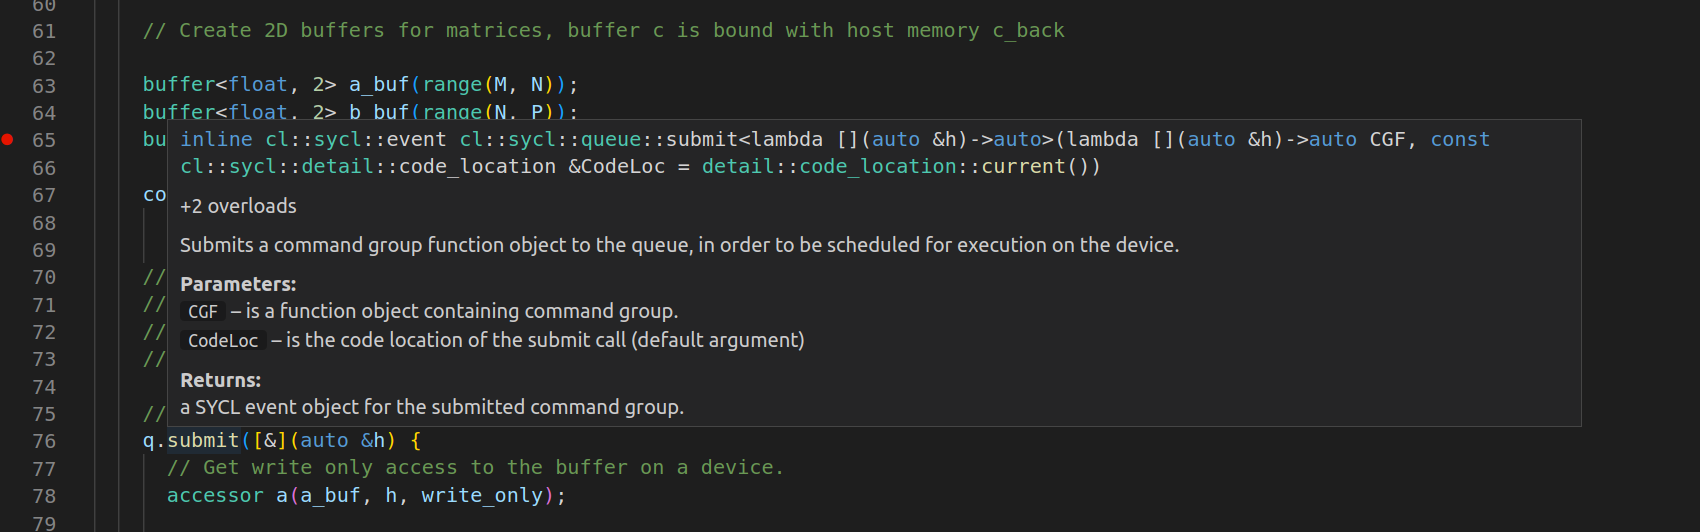 60
61 // Create 2D buffers for matrices, buffer c is bound with host memory c_back
62
63 buffer<float, 2> a_buf(range(M, N));
64 buffer<float, 2> b_buf(range(N, P));
65 bu
inline cl::sycl::event cl::sycl::queue::submit<lambda [](auto &h)->auto>(lambda [](auto &h)->auto CGF, const
66
cl::sycl::detail::code_location &CodeLoc = detail::code_location::current())
67 co
+2 overloads
68
69
Submits a command group function object to the queue, in order to be scheduled for execution on the device.
70 //
Parameters:
71 //
CGF – is a function object containing command group.
72 //
CodeLoc – is the code location of the submit call (default argument)
73 //
74
Returns:
75 //
a SYCL event object for the submitted command group.
76 q.submit([&](auto &h) {
77 // Get write only access to the buffer on a device.
78 accessor a(a_buf, h, write_only);
79